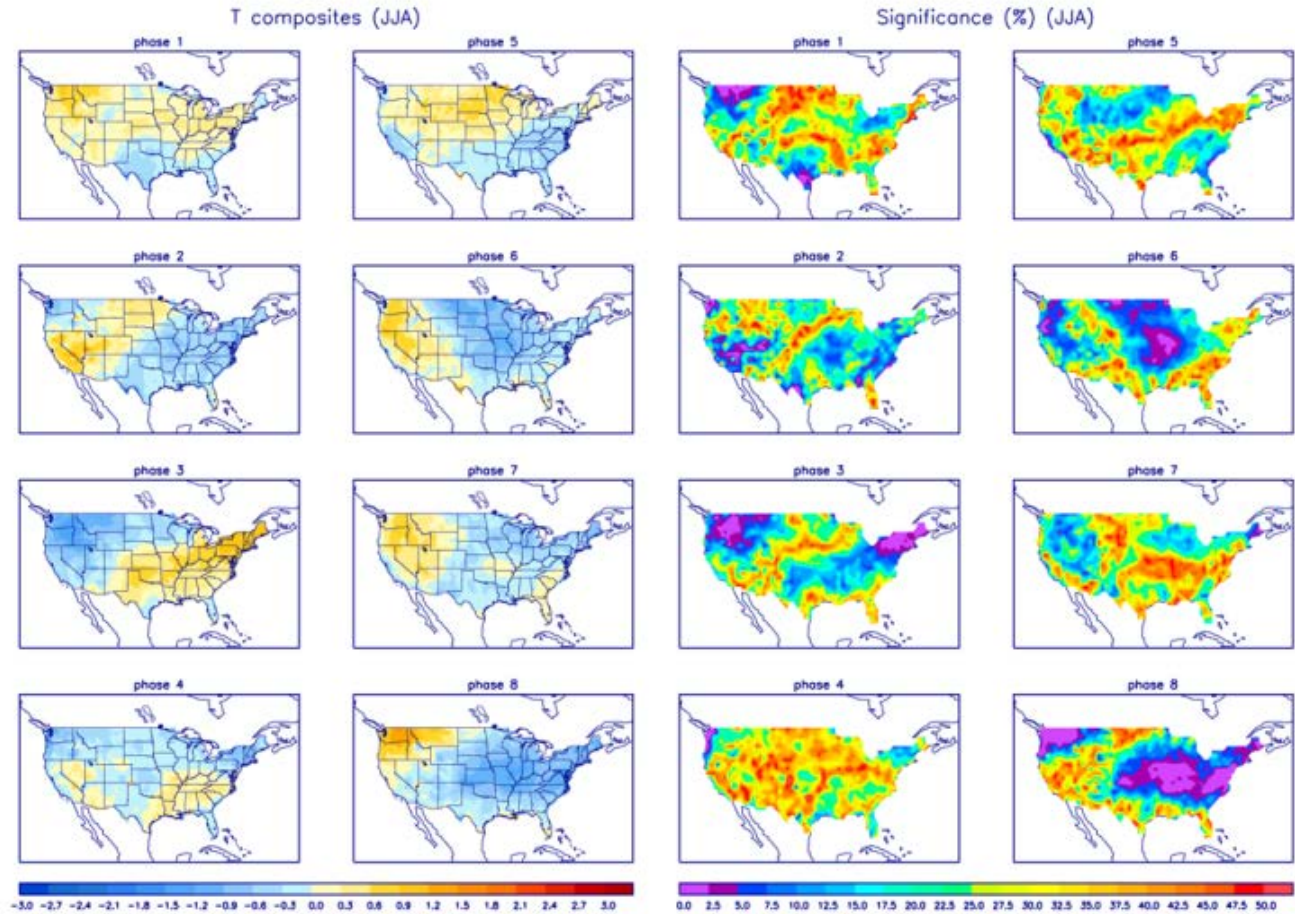 T composites (JJA)
Significance (%) (JJA)
phase 1
phase 5
phase 1
phase 5
phase 2
phase 6
phase 2
phase 6
phase 3
phase 7
phase 3
phase 7
phase 4
phase 8
phase 4
phase 8
-3.0 -2.7 -2.4 -2.1 -1.8 -1.5 -1.2 -0.9 -0.6 -0.3 0.0 0.3 0.6 0.9 1.2 1.5 1.8 2.1 2.4 2.7 3.0
0.0 2.5 5.0 7.5 10.0 12.5 15.0 17.5 20.0 22.5 25.0 27.5 30.0 32.5 35.0 37.5 40.0 42.5 45.0 47.5 50.0